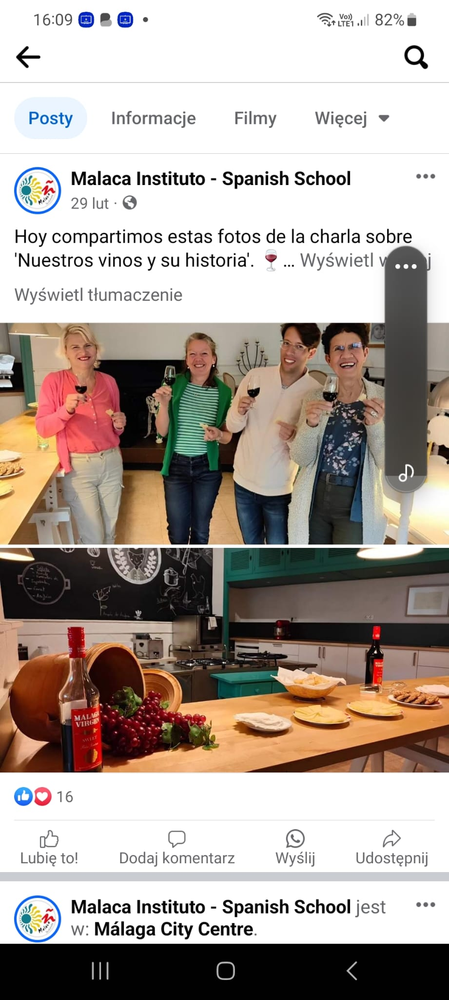 16:09 Vo)) LTE1 82%
Posty Informacje Filmy Więcej
Malaca Instituto - Spanish School
29 lut ·
Hoy compartimos estas fotos de la charla sobre
'Nuestros vinos y su historia'. 🍷 ... Wyświetl
Wyświetl tłumaczenie
MALAGA
VIRGEN
SWEET
16
Lubię to! Dodaj komentarz Wyślij Udostępnij
Malaca Instituto - Spanish School jest
w: Málaga City Centre.